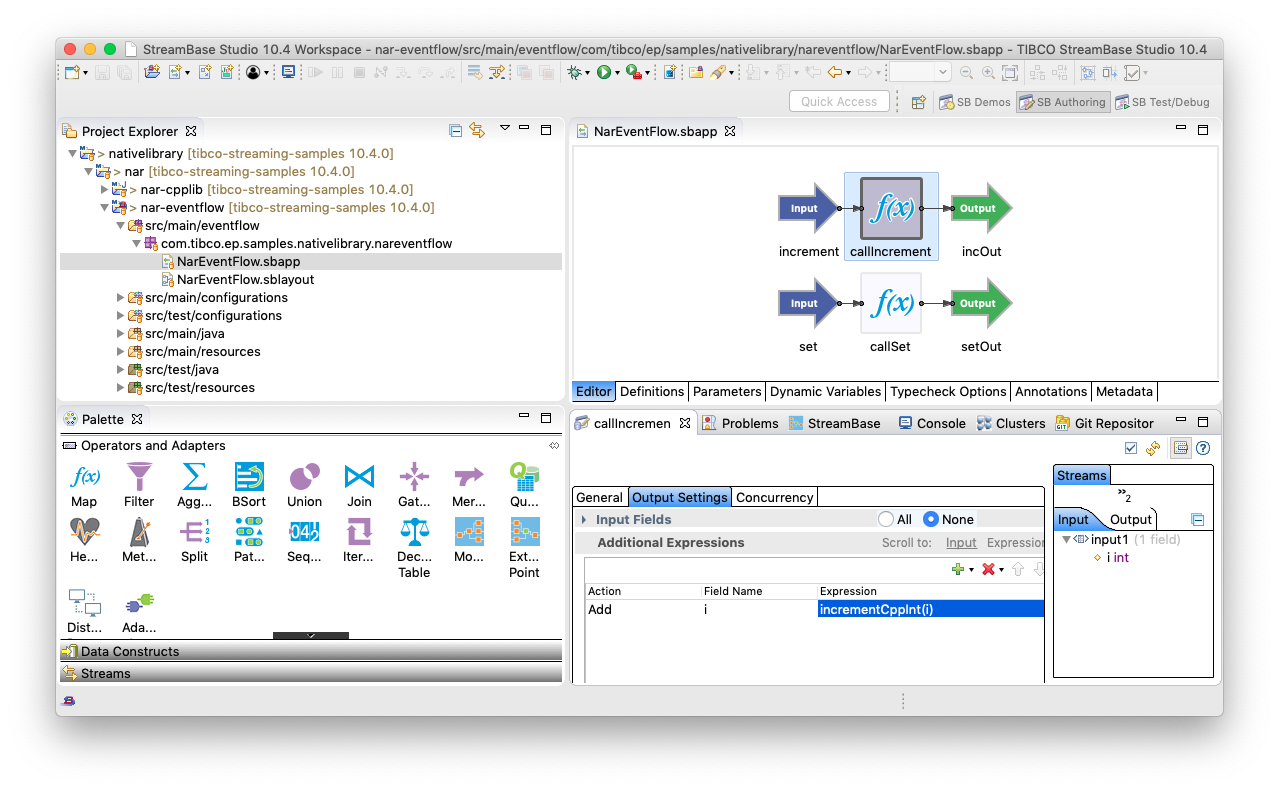 StreamBase Studio 10.4 Workspace - nar-eventflow/src/main/eventflow/com/tibco/ep/samples/nativelibrary/nareventflow/NarEventFlow.sbapp - TIBCO StreamBase Studio 10.4
Quick Access
SB Demos
SB Authoring
SB Test/Debug
Project Explorer
> nativelibrary [tibco-streaming-samples 10.4.0]
> nar [tibco-streaming-samples 10.4.0]
> nar-cpplib [tibco-streaming-samples 10.4.0]
> nar-eventflow [tibco-streaming-samples 10.4.0]
src/main/eventflow
com.tibco.ep.samples.nativelibrary.nareventflow
NarEventFlow.sbapp
NarEventFlow.sblayout
src/main/configurations
src/test/configurations
src/main/java
src/main/resources
src/test/java
src/test/resources
NarEventFlow.sbapp
Input f(x) Output
increment callIncrement incOut
Input f(x) Output
set callSet setOut
Editor Definitions Parameters Dynamic Variables Typecheck Options Annotations Metadata
Palette
Operators and Adapters
f(x)
Map Filter Agg... BSort Union Join Gat... Mer... Qu...
He... Met... Split Pat... Seq... Iter... Dec... Table Mo... Ext... Point
Dist... Ada...
Data Constructs
Streams
callIncremen Problems StreamBase Console Clusters Git Repositor
General Output Settings Concurrency
Input Fields All None
Additional Expressions Scroll to: Input Expression
Action Field Name Expression
Add i incrementCppInt(i)
Streams
»2
Input Output
input1 (1 field)
i int